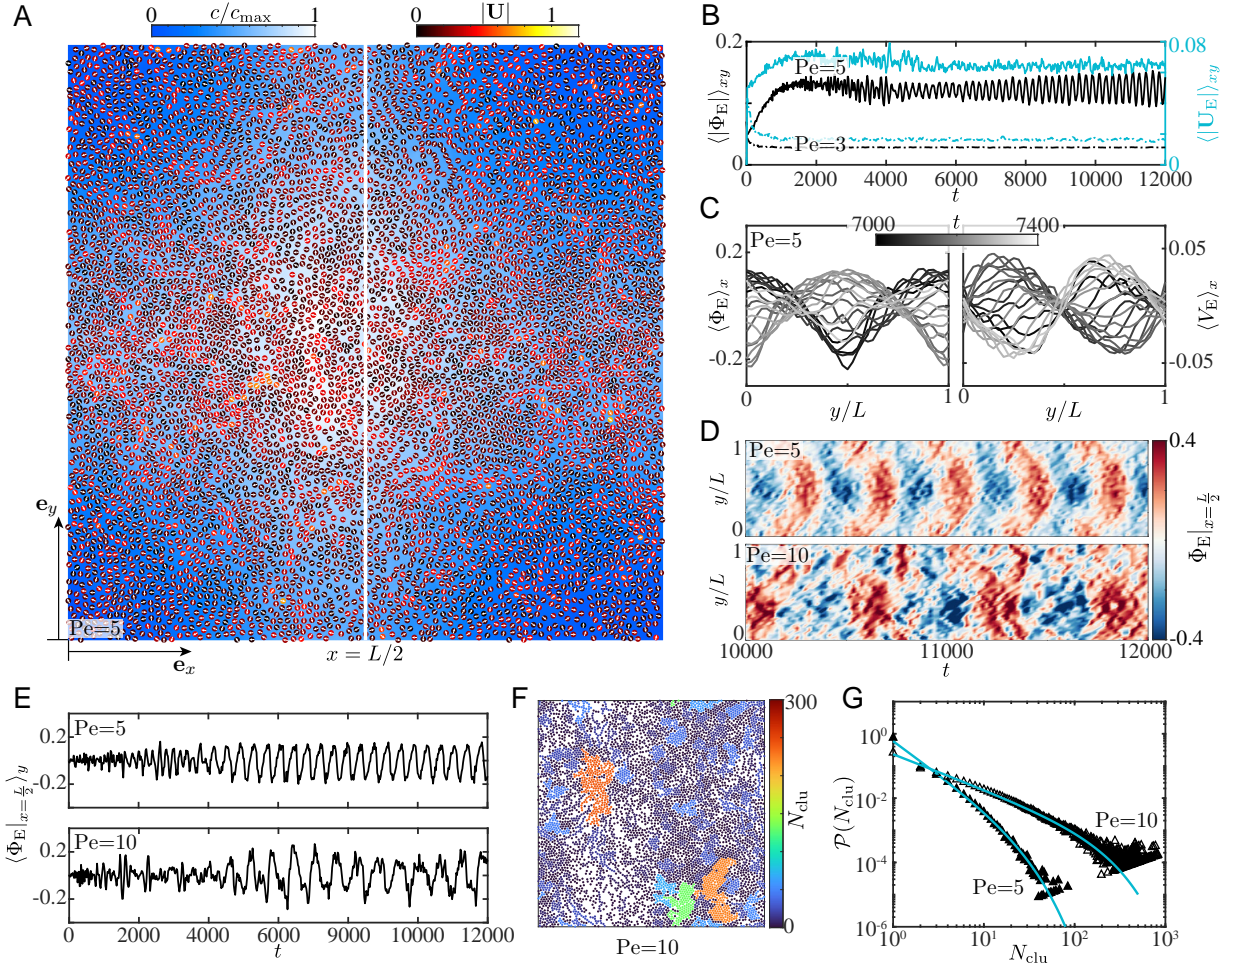 A
c/c_max
0 1
|U|
0 1
e_y
Pe=5
e_x
x = L/2
B
0.2
0
⟨|Φ_E|⟩_xy
Pe=5
Pe=3
0.08
0
⟨|U_E|⟩_xy
0 2000 4000 6000 8000 10000 12000
t
C
7000 t 7400
Pe=5
0.2
-0.2
⟨Φ_E⟩_x
0.05
-0.05
⟨V_E⟩_x
0 1 0 1
y/L y/L
D
Pe=5
1
0
y/L
Pe=10
1
0
y/L
0.4
-0.4
Φ_E|_{x=L/2}
10000 11000 12000
t
E
Pe=5
0.2
-0.2
Pe=10
0.2
-0.2
⟨Φ_E|_{x=L/2}⟩_y
0 2000 4000 6000 8000 10000 12000
t
F
300
0
N_clu
Pe=10
G
10^0
10^-2
10^-4
10^-6
P(N_clu)
Pe=10
Pe=5
10^0 10^1 10^2 10^3
N_clu